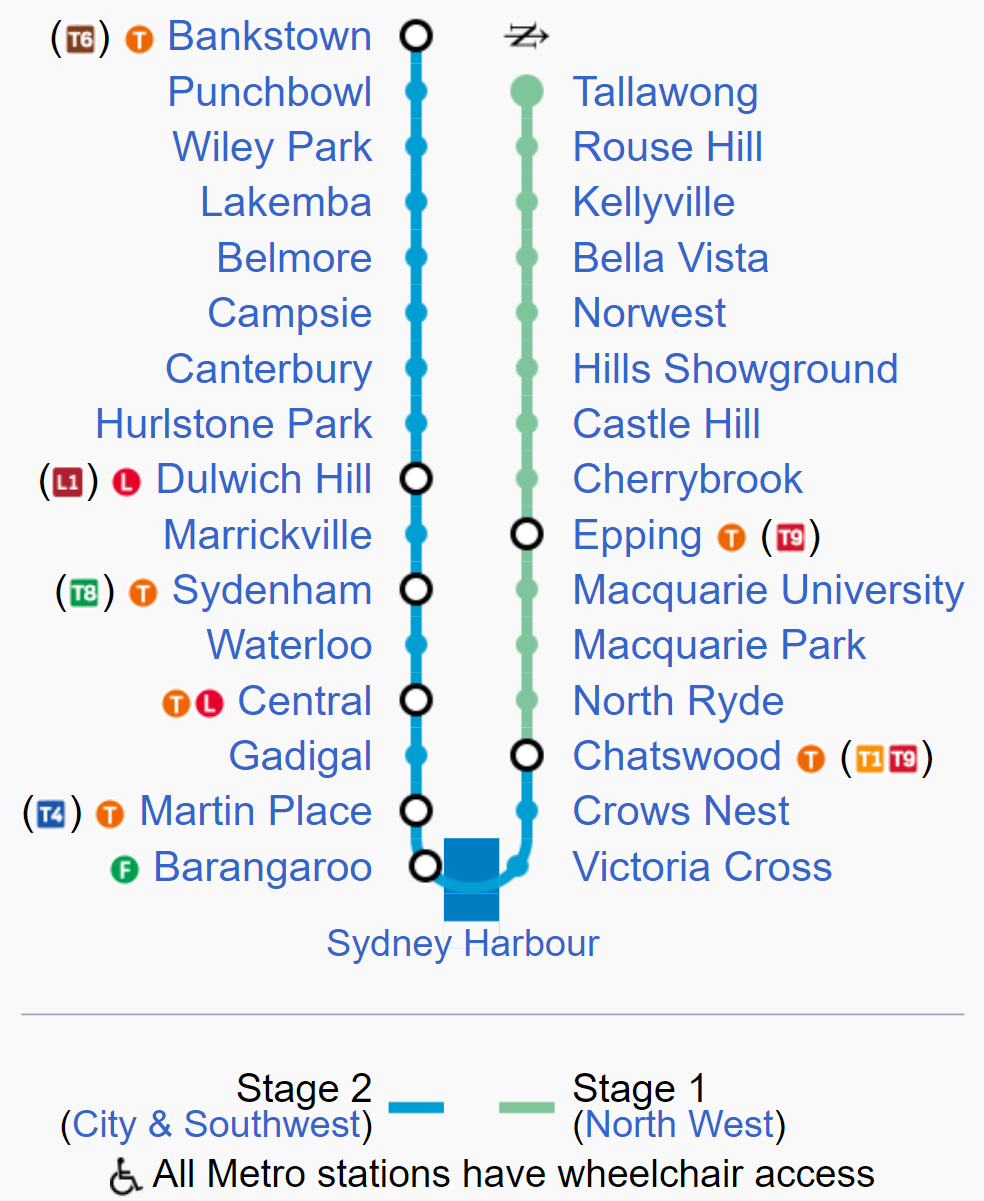 (T6) T Bankstown
Punchbowl Tallawong
Wiley Park Rouse Hill
Lakemba Kellyville
Belmore Bella Vista
Campsie Norwest
Canterbury Hills Showground
Hurlstone Park Castle Hill
(L1) L Dulwich Hill Cherrybrook
Marrickville Epping T (T9)
(T8) T Sydenham Macquarie University
Waterloo Macquarie Park
T L Central North Ryde
Gadigal Chatswood T (T1 T9)
(T4) T Martin Place Crows Nest
F Barangaroo Victoria Cross
Sydney Harbour
Stage 2 Stage 1
(City & Southwest) (North West)
All Metro stations have wheelchair access